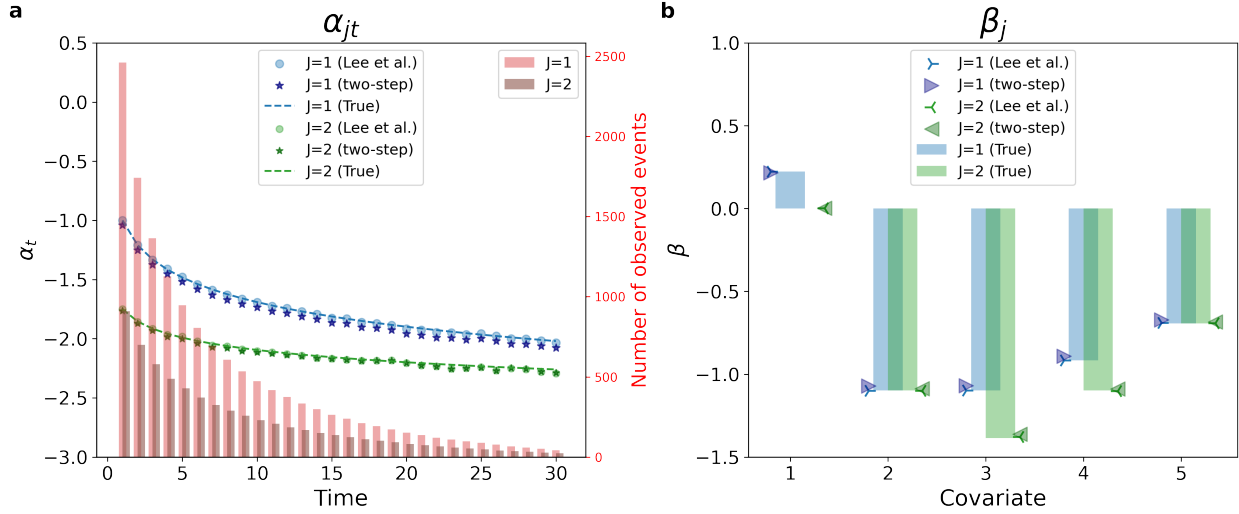 a
α_jt
0.5
0.0
−0.5
−1.0
−1.5
−2.0
−2.5
−3.0
α_t
0
5
10
15
20
25
30
Time
J=1 (Lee et al.)
J=1 (two-step)
J=1 (True)
J=2 (Lee et al.)
J=2 (two-step)
J=2 (True)
J=1
J=2
2500
2000
1500
1000
500
0
Number of observed events
b
β_j
1.0
0.5
0.0
−0.5
−1.0
−1.5
β
1
2
3
4
5
Covariate
J=1 (Lee et al.)
J=1 (two-step)
J=2 (Lee et al.)
J=2 (two-step)
J=1 (True)
J=2 (True)